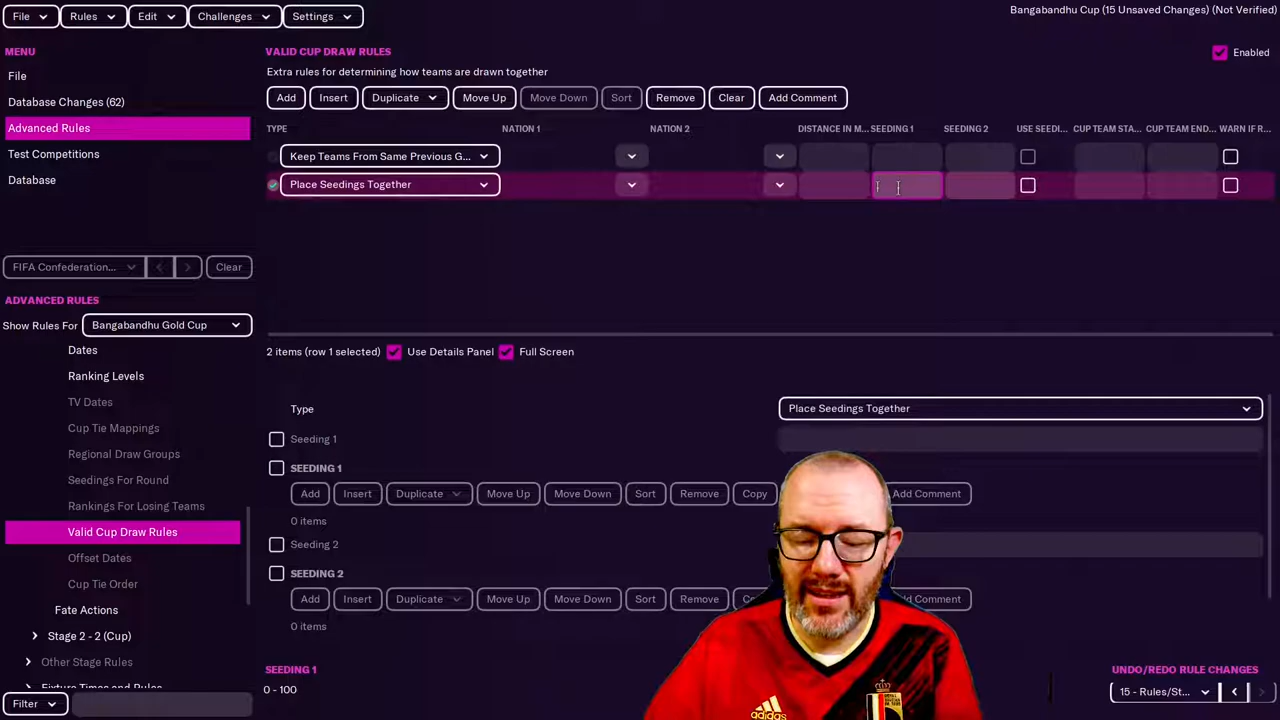 File Rules Edit Challenges Settings
Bangabandhu Cup (15 Unsaved Changes) (Not Verified)
MENU
File
Database Changes (62)
Advanced Rules
Test Competitions
Database
FIFA Confederation... Clear
ADVANCED RULES
Show Rules For Bangabandhu Gold Cup
Dates
Ranking Levels
TV Dates
Cup Tie Mappings
Regional Draw Groups
Seedings For Round
Rankings For Losing Teams
Valid Cup Draw Rules
Offset Dates
Cup Tie Order
Fate Actions
Stage 2 - 2 (Cup)
Other Stage Rules
Fixture Times and Rules
Filter
VALID CUP DRAW RULES
Enabled
Extra rules for determining how teams are drawn together
Add Insert Duplicate Move Up Move Down Sort Remove Clear Add Comment
TYPE NATION 1 NATION 2 DISTANCE IN M... SEEDING 1 SEEDING 2 USE SEEDI... CUP TEAM STA... CUP TEAM END... WARN IF R...
Keep Teams From Same Previous G...
Place Seedings Together
2 items (row 1 selected) Use Details Panel Full Screen
Type Place Seedings Together
Seeding 1
SEEDING 1
Add Insert Duplicate Move Up Move Down Sort Remove Copy Add Comment
0 items
Seeding 2
SEEDING 2
Add Insert Duplicate Move Up Move Down Sort Remove Add Comment
0 items
adidas
SEEDING 1
0 - 100
UNDO/REDO RULE CHANGES
15 - Rules/St...